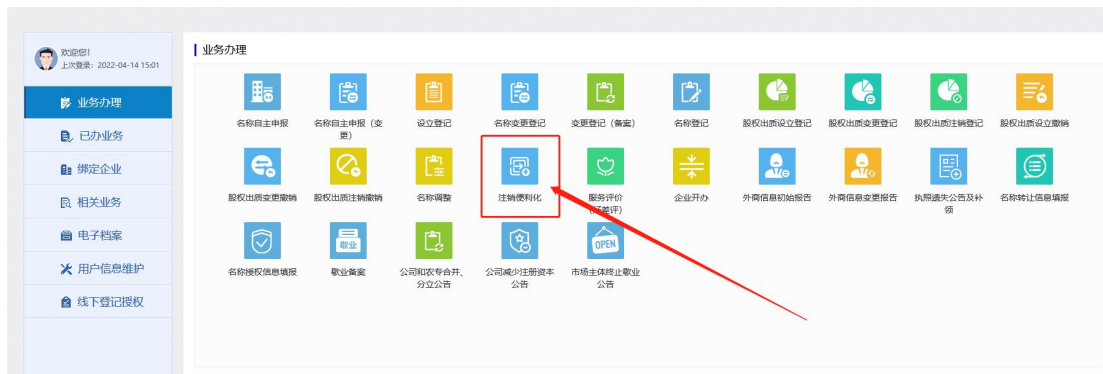 欢迎您!
上次登录：2022-04-14 15:01
业务办理
已办业务
绑定企业
相关业务
电子档案
用户信息维护
线下登记授权
业务办理
名称自主申报
名称自主申报（变
更）
设立登记
名称变更登记
变更登记（备案）
名称登记
股权出质设立登记
股权出质变更登记
股权出质注销登记
股权出质设立撤销
股权出质变更撤销
股权出质注销撤销
名称调整
注销便利化
服务评价
（好差评）
企业开办
外商信息初始报告
外商信息变更报告
执照遗失公告及补
领
名称转让信息填报
名称授权信息填报
歇业
歇业备案
公司和农专合并、
分立公告
公司减少注册资本
公告
OPEN
市场主体终止歇业
公告